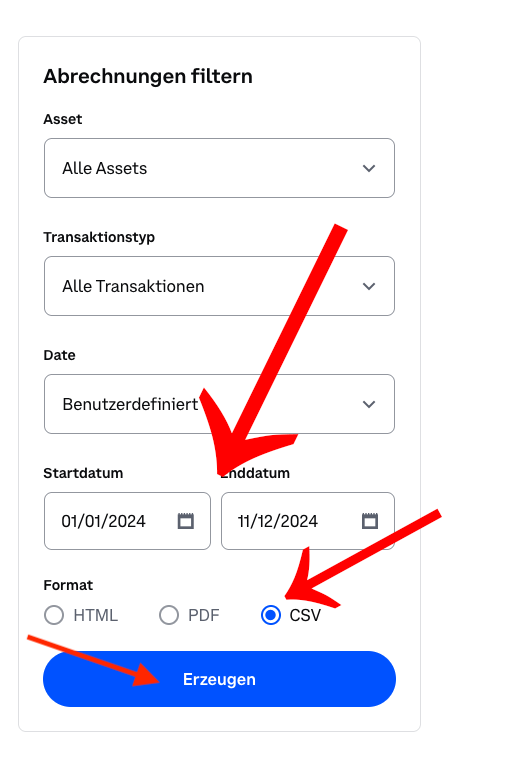 Abrechnungen filtern
Asset
Alle Assets
Transaktionstyp
Alle Transaktionen
Date
Benutzerdefiniert
Startdatum Enddatum
01/01/2024 11/12/2024
Format
HTML PDF CSV
Erzeugen